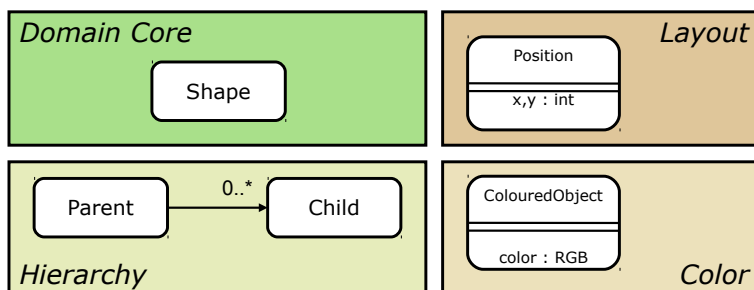 Domain Core
Shape
Layout
Position
x,y : int
Parent
0..*
Child
Hierarchy
ColouredObject
color : RGB
Color